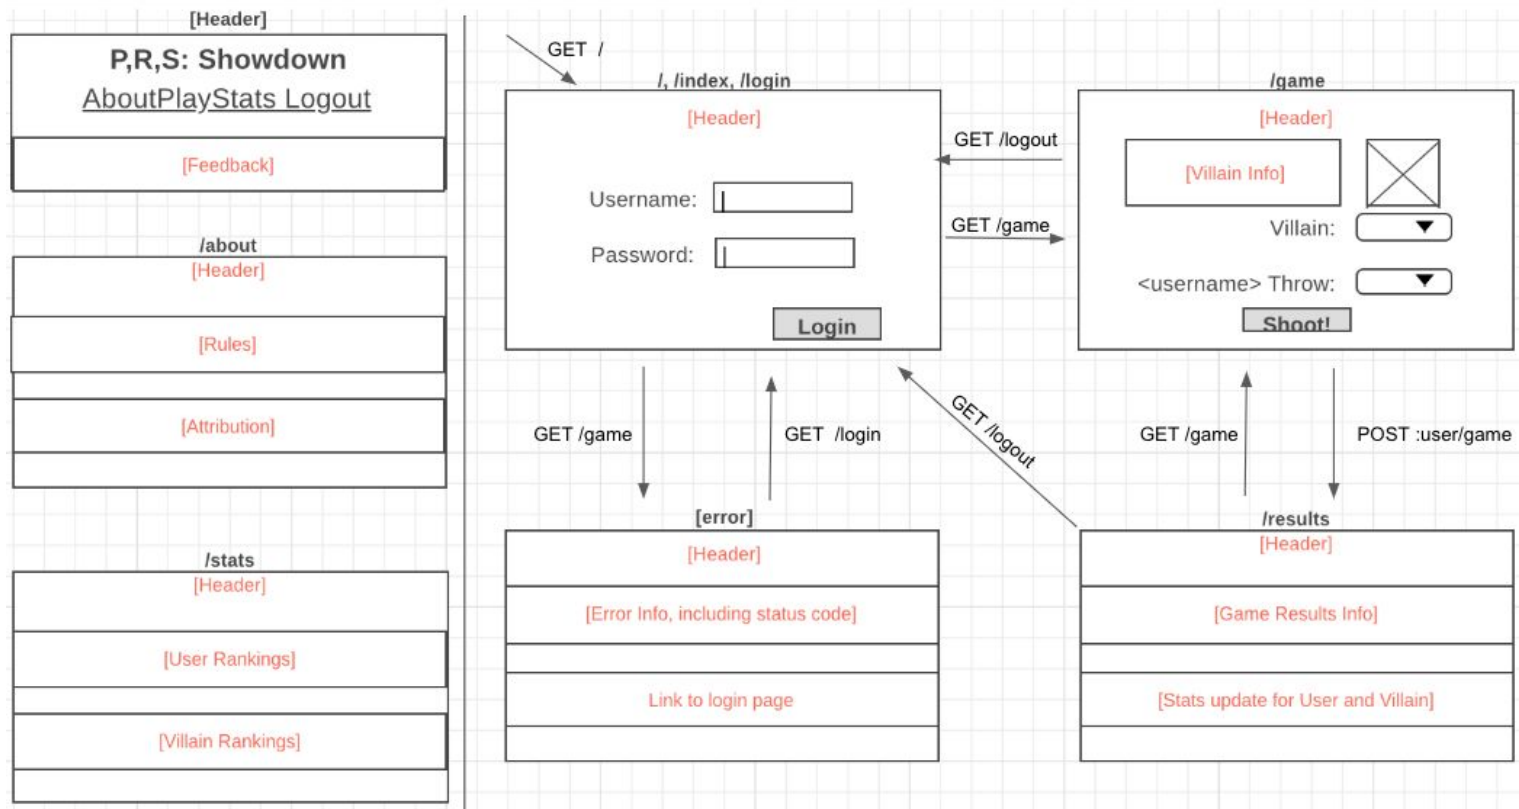 [Header]
P,R,S: Showdown
AboutPlayStats Logout
[Feedback]
/about
[Header]
[Rules]
[Attribution]
/stats
[Header]
[User Rankings]
[Villain Rankings]
GET /
/, /index, /login
[Header]
Username:
Password:
Login
GET /logout
GET /game
/game
[Header]
[Villain Info]
Villain:
<username> Throw:
Shoot!
GET /game
GET /login
GET /logout
GET /game
POST :user/game
[error]
[Header]
[Error Info, including status code]
Link to login page
/results
[Header]
[Game Results Info]
[Stats update for User and Villain]